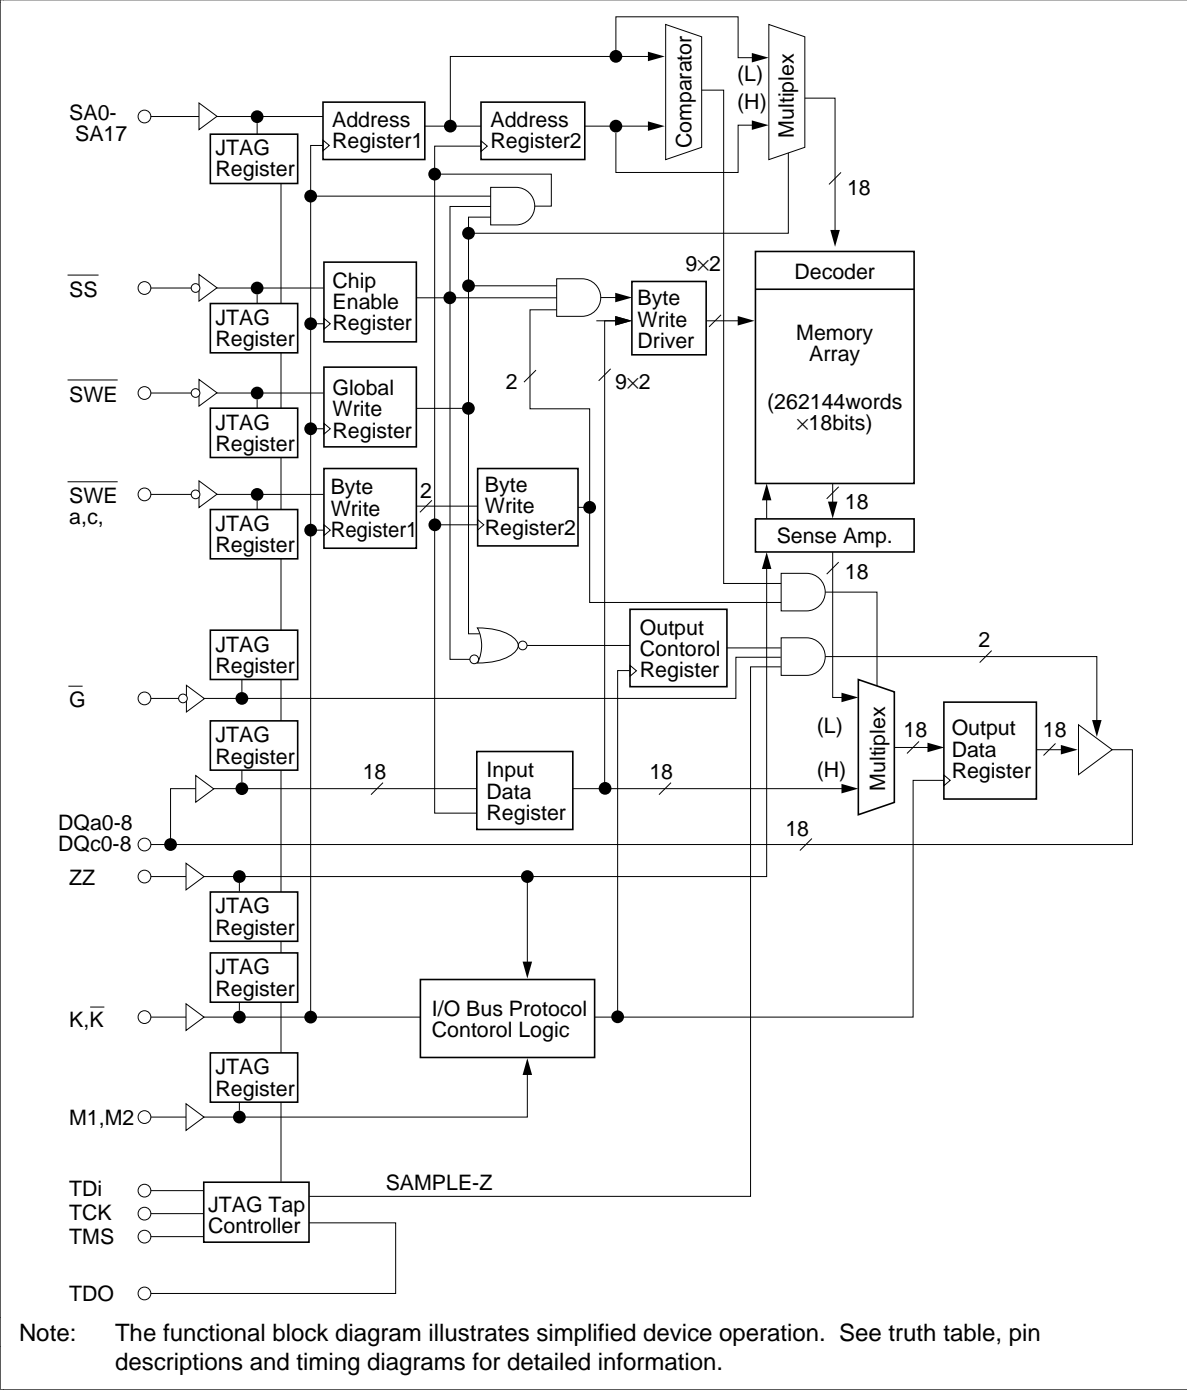 SA0-
SA17
JTAG
Register
Address
Register1
Address
Register2
Comparator
(L)
(H)
Multiplex
18
SS
JTAG
Register
Chip
Enable
Register
9×2
Byte
Write
Driver
Decoder
Memory
Array
(262144words
×18bits)
SWE
JTAG
Register
Global
Write
Register
2
9×2
SWE
a,c,
JTAG
Register
Byte
Write
Register1
2
Byte
Write
Register2
18
Sense Amp.
18
JTAG
Register
Output
Contorol
Register
2
G
JTAG
Register
18
Input
Data
Register
18
(L)
(H)
Multiplex
18
Output
Data
Register
18
DQa0-8
DQc0-8
18
ZZ
JTAG
Register
JTAG
Register
K,K
I/O Bus Protocol
Contorol Logic
JTAG
Register
M1,M2
TDi
TCK
TMS
JTAG Tap
Controller
SAMPLE-Z
TDO
Note: The functional block diagram illustrates simplified device operation. See truth table, pin
descriptions and timing diagrams for detailed information.